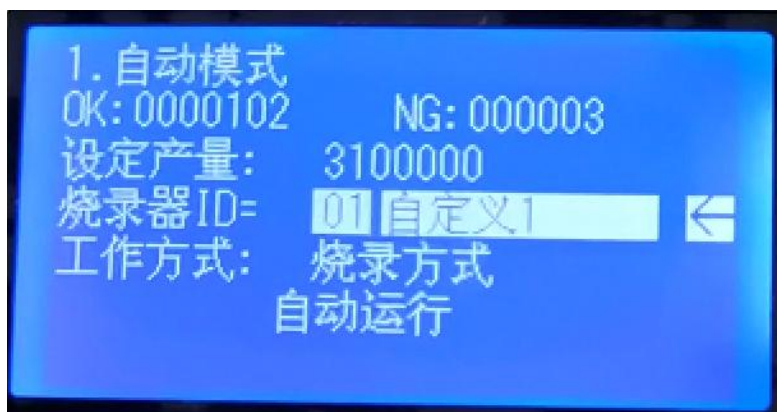 1.自动模式
OK:0000102 NG:000003
设定产量: 3100000
烧录器ID= 01 自定义1 ←
工作方式: 烧录方式
自动运行